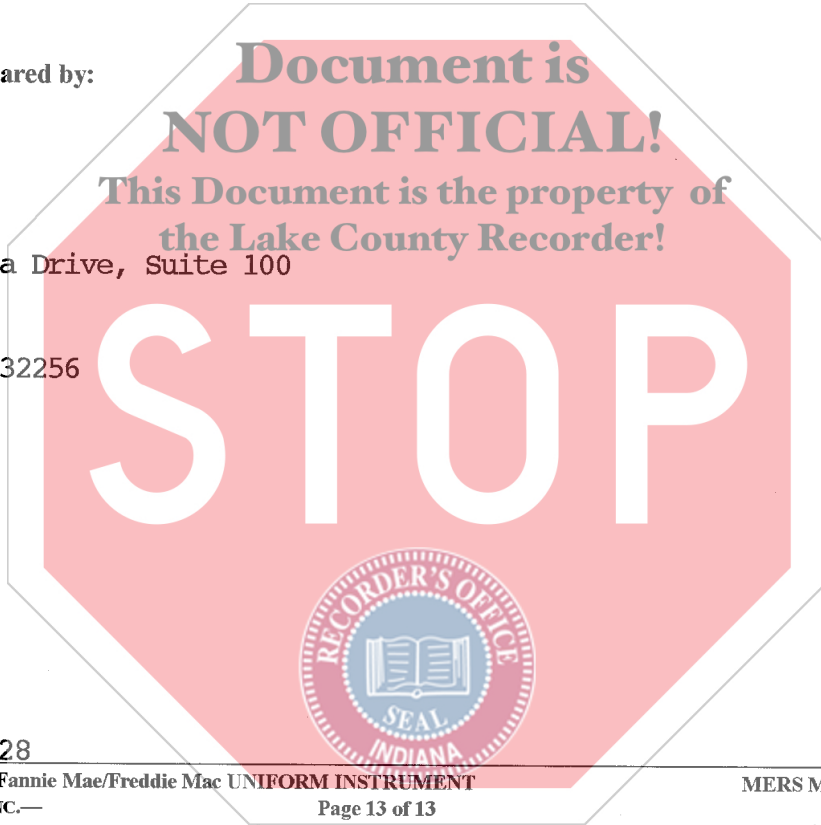 ared by:
Document is
NOT OFFICIAL!
This Document is the property of
the Lake County Recorder!
a Drive, Suite 100
STOP
32256
RECORDER'S OFFICE
SEAL
INDIANA
28
Fannie Mae/Freddie Mac UNIFORM INSTRUMENT
MERS M
NC.—
Page 13 of 13